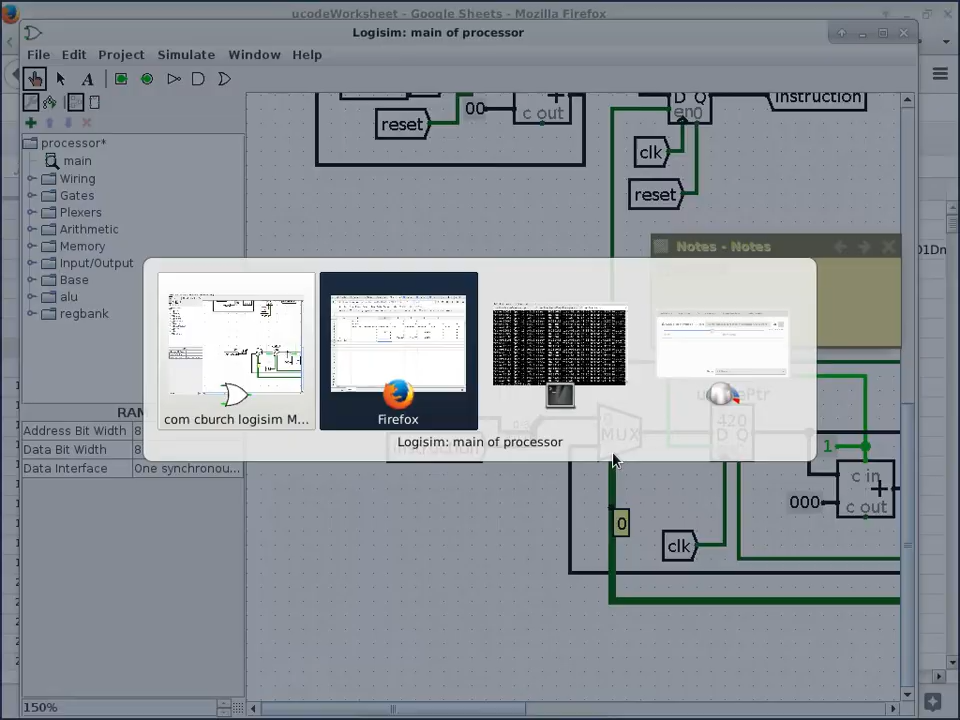 ucodeWorksheet - Google Sheets - Mozilla Firefox
Logisim: main of processor
File Edit Project Simulate Window Help
processor*
main
Wiring
Gates
Plexers
Arithmetic
Memory
Input/Output
Base
alu
regbank
reset
00
c out
D Q
en0
instruction
clk
reset
Notes - Notes
com cburch logisim M...
Firefox
Logisim: main of processor
Address Bit Width 8
Data Bit Width 8
Data Interface One synchronou...
MUX
420
D Q
1
c in
000
c out
0
clk
150%